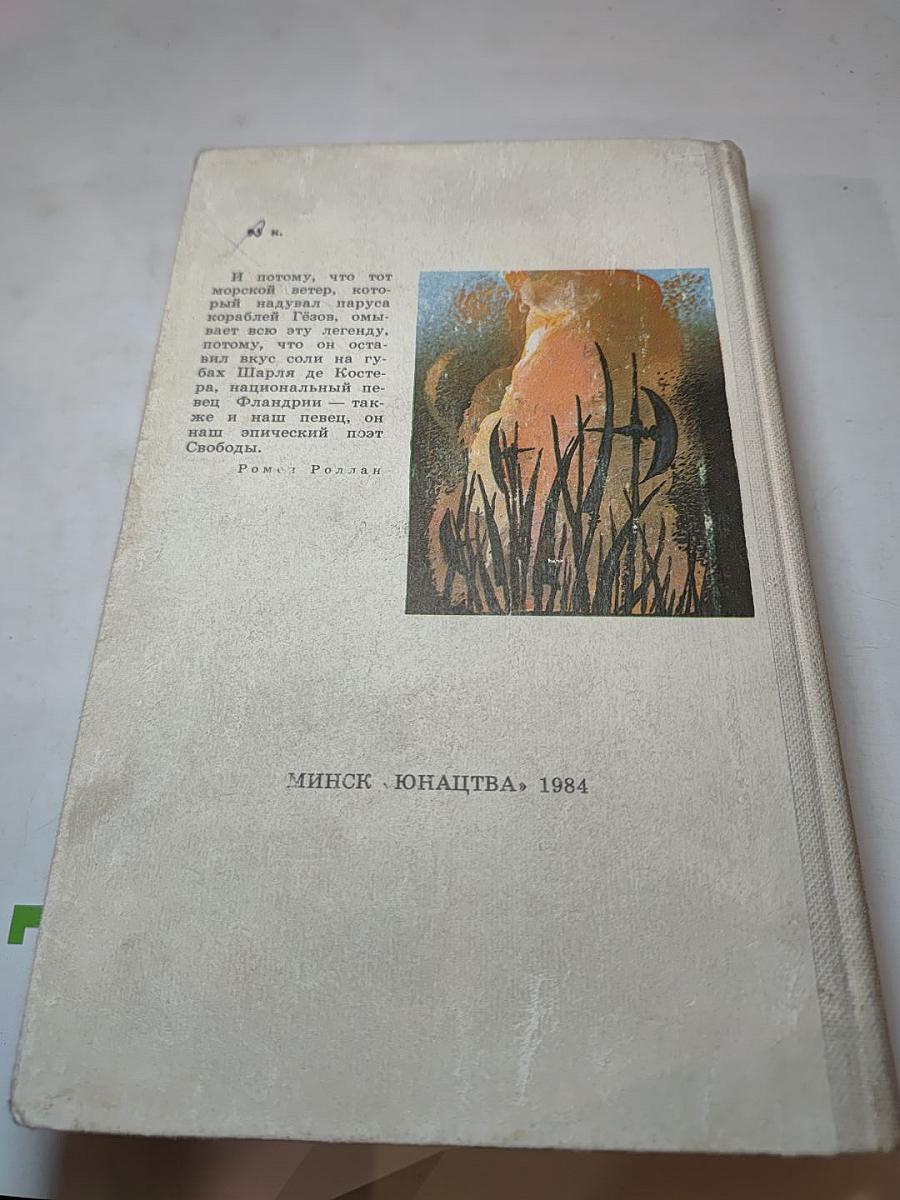 к.
И потому, что тот
морской ветер, кото-
рый надувал паруса
кораблей Гёзов, омы-
вает всю эту легенду,
потому, что он оста-
вил вкус соли на гу-
бах Шарля де Косте-
ра, национальный пе-
вец Фландрии — так-
же и наш певец, он
наш эпический поэт
Свободы.
Ромен Роллан
МИНСК «ЮНАЦТВА» 1984